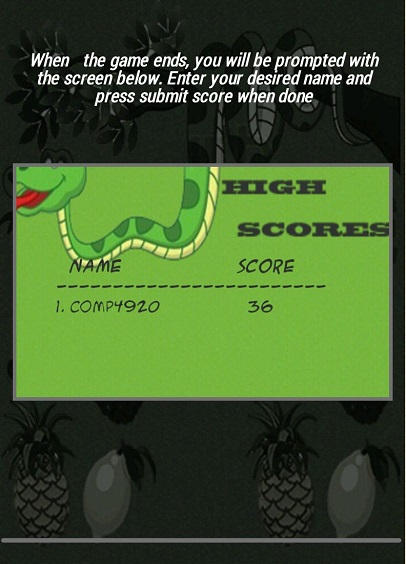 When the game ends, you will be prompted with
the screen below. Enter your desired name and
press submit score when done
HIGH
SCORES
NAME SCORE
-----------------------
1. COMP4920 36